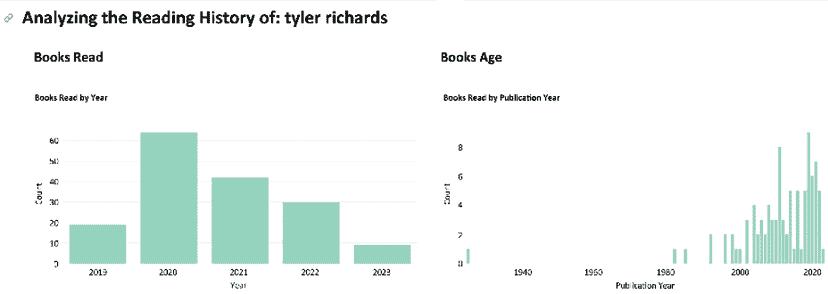 Analyzing the Reading History of: tyler richards
Books Read
Books Read by Year
60
50
40
30
20
10
0
Count
2019
2020
2021
2022
2023
Year
Books Age
Books Read by Publication Year
8
6
4
2
0
Count
1940
1960
1980
2000
2020
Publication Year